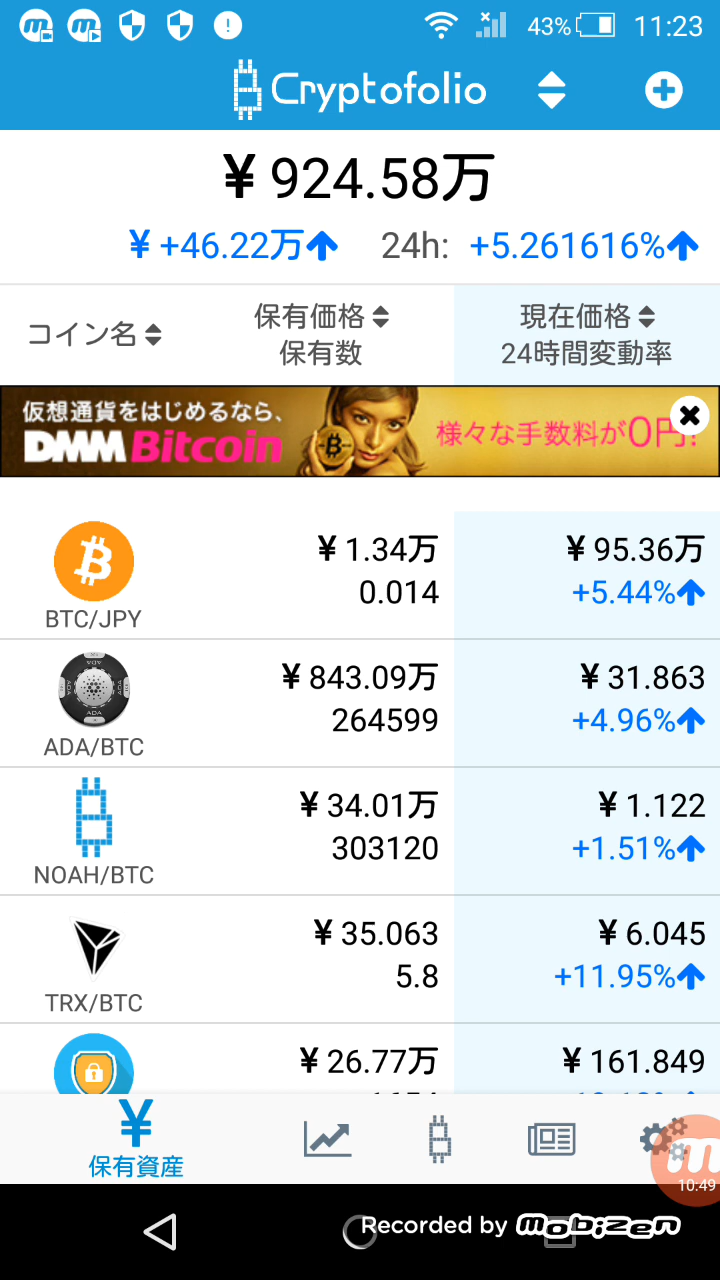 43% 11:23
Cryptofolio
¥ 924.58万
¥ +46.22万 24h: +5.261616%
コイン名 保有価格 現在価格
保有数 24時間変動率
仮想通貨をはじめるなら、
DMM Bitcoin 様々な手数料が0円!
¥ 1.34万 ¥ 95.36万
0.014 +5.44%
BTC/JPY
¥ 843.09万 ¥ 31.863
264599 +4.96%
ADA
ADA/BTC
¥ 34.01万 ¥ 1.122
303120 +1.51%
NOAH/BTC
¥ 35.063 ¥ 6.045
5.8 +11.95%
TRX/BTC
¥ 26.77万 ¥ 161.849
¥
保有資産
10:49
Recorded by mobizen